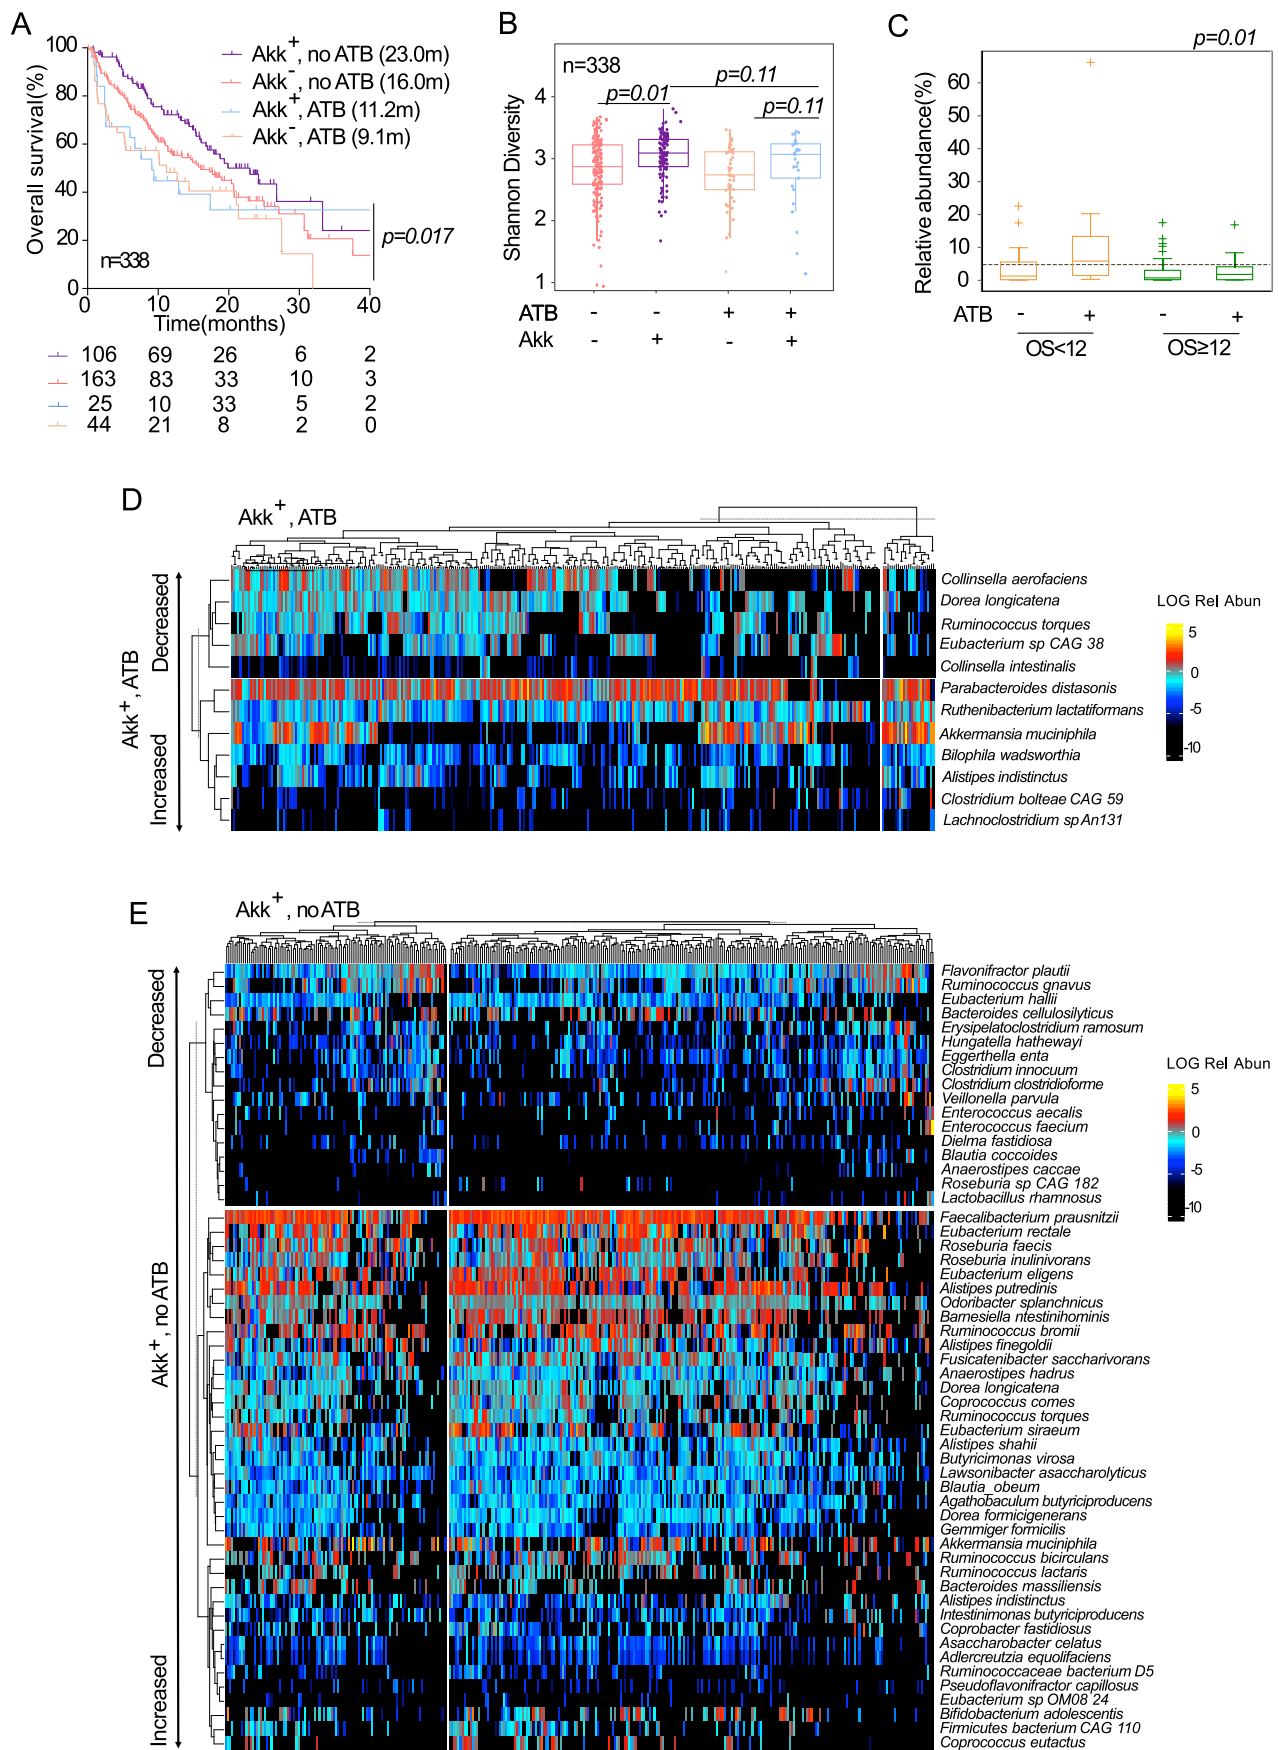 A
Akk+, no ATB (23.0m)
Akk-, no ATB (16.0m)
Akk+, ATB (11.2m)
Akk-, ATB (9.1m)
Overall survival(%)
100
80
60
40
20
0
n=338
p=0.017
0 10 20 30 40
Time(months)
106 69 26 6 2
163 83 33 10 3
25 10 33 5 2
44 21 8 2 0
B
n=338
p=0.01
p=0.11
p=0.11
Shannon Diversity
4
3
2
1
ATB - - + +
Akk - + - +
C
p=0.01
Relative abundance(%)
60
50
40
30
20
10
0
ATB - + - +
OS<12 OS≥12
D
Akk+, ATB
Akk+, ATB
Decreased
Increased
Collinsella aerofaciens
Dorea longicatena
Ruminococcus torques
Eubacterium sp CAG 38
Collinsella intestinalis
Parabacteroides distasonis
Ruthenibacterium lactatiformans
Akkermansia muciniphila
Bilophila wadsworthia
Alistipes indistinctus
Clostridium bolteae CAG 59
Lachnoclostridium sp An131
LOG Rel Abun
5
0
-5
-10
E
Akk+, no ATB
Akk+, no ATB
Decreased
Increased
Flavonifractor plautii
Ruminococcus gnavus
Eubacterium hallii
Bacteroides cellulosilyticus
Erysipelatoclostridium ramosum
Hungatella hathewayi
Eggerthella enta
Clostridium innocuum
Clostridium clostridioforme
Veillonella parvula
Enterococcus aecalis
Enterococcus faecium
Dielma fastidiosa
Blautia coccoides
Anaerostipes caccae
Roseburia sp CAG 182
Lactobacillus rhamnosus
Faecalibacterium prausnitzii
Eubacterium rectale
Roseburia faecis
Roseburia inulinivorans
Eubacterium eligens
Alistipes putredinis
Odoribacter splanchnicus
Barnesiella ntestinihominis
Ruminococcus bromii
Alistipes finegoldii
Fusicatenibacter saccharivorans
Anaerostipes hadrus
Dorea longicatena
Coprococcus comes
Ruminococcus torques
Eubacterium siraeum
Alistipes shahii
Butyricimonas virosa
Lawsonibacter asaccharolyticus
Blautia_obeum
Agathobaculum butyriciproducens
Dorea formicigenerans
Gemmiger formicilis
Akkermansia muciniphila
Ruminococcus bicirculans
Ruminococcus lactaris
Bacteroides massiliensis
Alistipes indistinctus
Intestinimonas butyriciproducens
Coprobacter fastidiosus
Asaccharobacter celatus
Adlercreutzia equolifaciens
Ruminococcaceae bacterium D5
Pseudoflavonifractor capillosus
Eubacterium sp OM08 24
Bifidobacterium adolescentis
Firmicutes bacterium CAG 110
Coprococcus eutactus
LOG Rel Abun
5
0
-5
-10